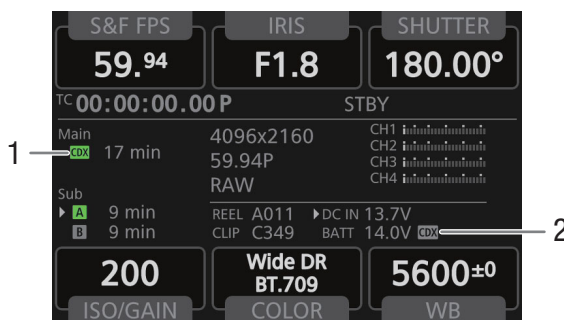 S&F FPS
IRIS
SHUTTER
59.94
F1.8
180.00°
TC 00:00:00.00 P
STBY
Main
CDX 17 min
4096x2160
59.94P
RAW
CH1
CH2
CH3
CH4
Sub
A 9 min
B 9 min
REEL A011
DC IN 13.7V
CLIP C349
BATT 14.0V CDX
200
Wide DR
BT.709
5600±0
ISO/GAIN
COLOR
WB
1
2